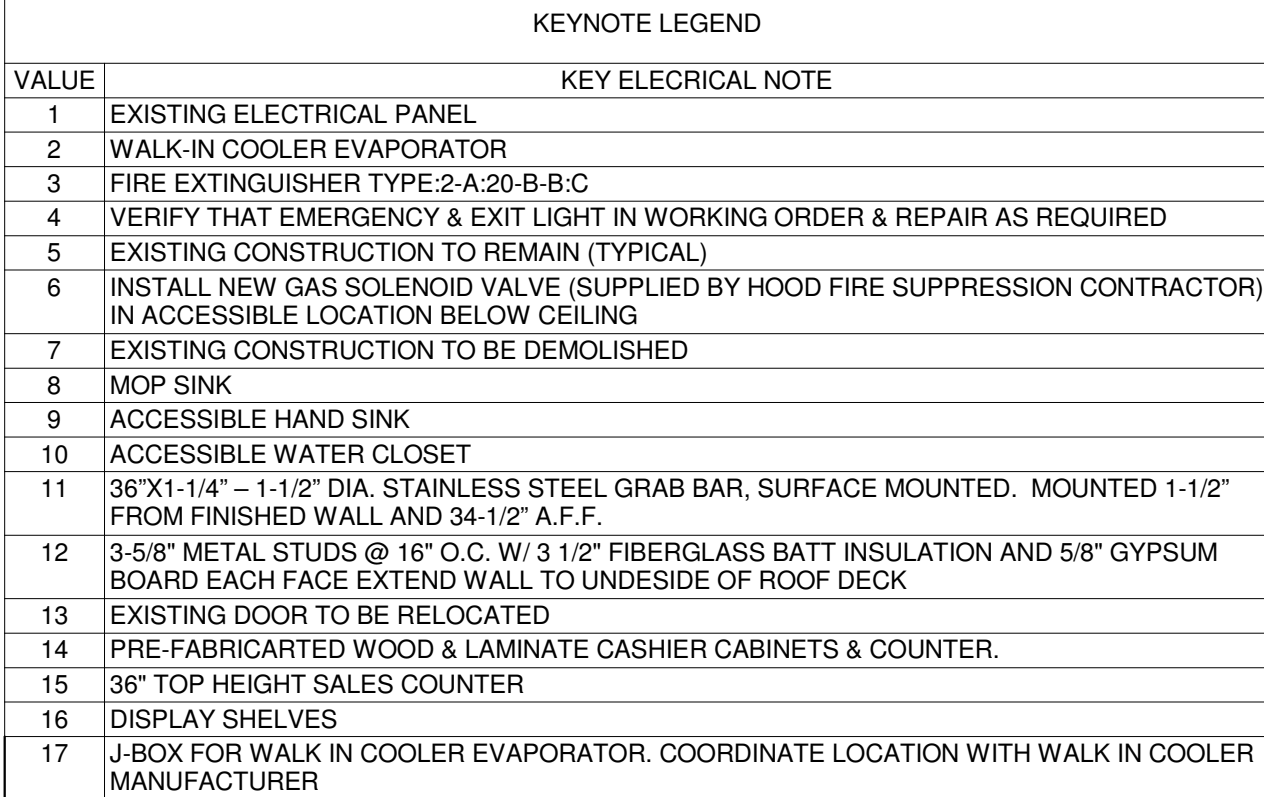 KEYNOTE LEGEND
VALUE KEY ELECRICAL NOTE
1 EXISTING ELECTRICAL PANEL
2 WALK-IN COOLER EVAPORATOR
3 FIRE EXTINGUISHER TYPE:2-A:20-B-B:C
4 VERIFY THAT EMERGENCY & EXIT LIGHT IN WORKING ORDER & REPAIR AS REQUIRED
5 EXISTING CONSTRUCTION TO REMAIN (TYPICAL)
6 INSTALL NEW GAS SOLENOID VALVE (SUPPLIED BY HOOD FIRE SUPPRESSION CONTRACTOR)
IN ACCESSIBLE LOCATION BELOW CEILING
7 EXISTING CONSTRUCTION TO BE DEMOLISHED
8 MOP SINK
9 ACCESSIBLE HAND SINK
10 ACCESSIBLE WATER CLOSET
11 36”X1-1/4” – 1-1/2” DIA. STAINLESS STEEL GRAB BAR, SURFACE MOUNTED. MOUNTED 1-1/2”
FROM FINISHED WALL AND 34-1/2” A.F.F.
12 3-5/8" METAL STUDS @ 16" O.C. W/ 3 1/2" FIBERGLASS BATT INSULATION AND 5/8" GYPSUM
BOARD EACH FACE EXTEND WALL TO UNDESIDE OF ROOF DECK
13 EXISTING DOOR TO BE RELOCATED
14 PRE-FABRICARTED WOOD & LAMINATE CASHIER CABINETS & COUNTER.
15 36" TOP HEIGHT SALES COUNTER
16 DISPLAY SHELVES
17 J-BOX FOR WALK IN COOLER EVAPORATOR. COORDINATE LOCATION WITH WALK IN COOLER
MANUFACTURER